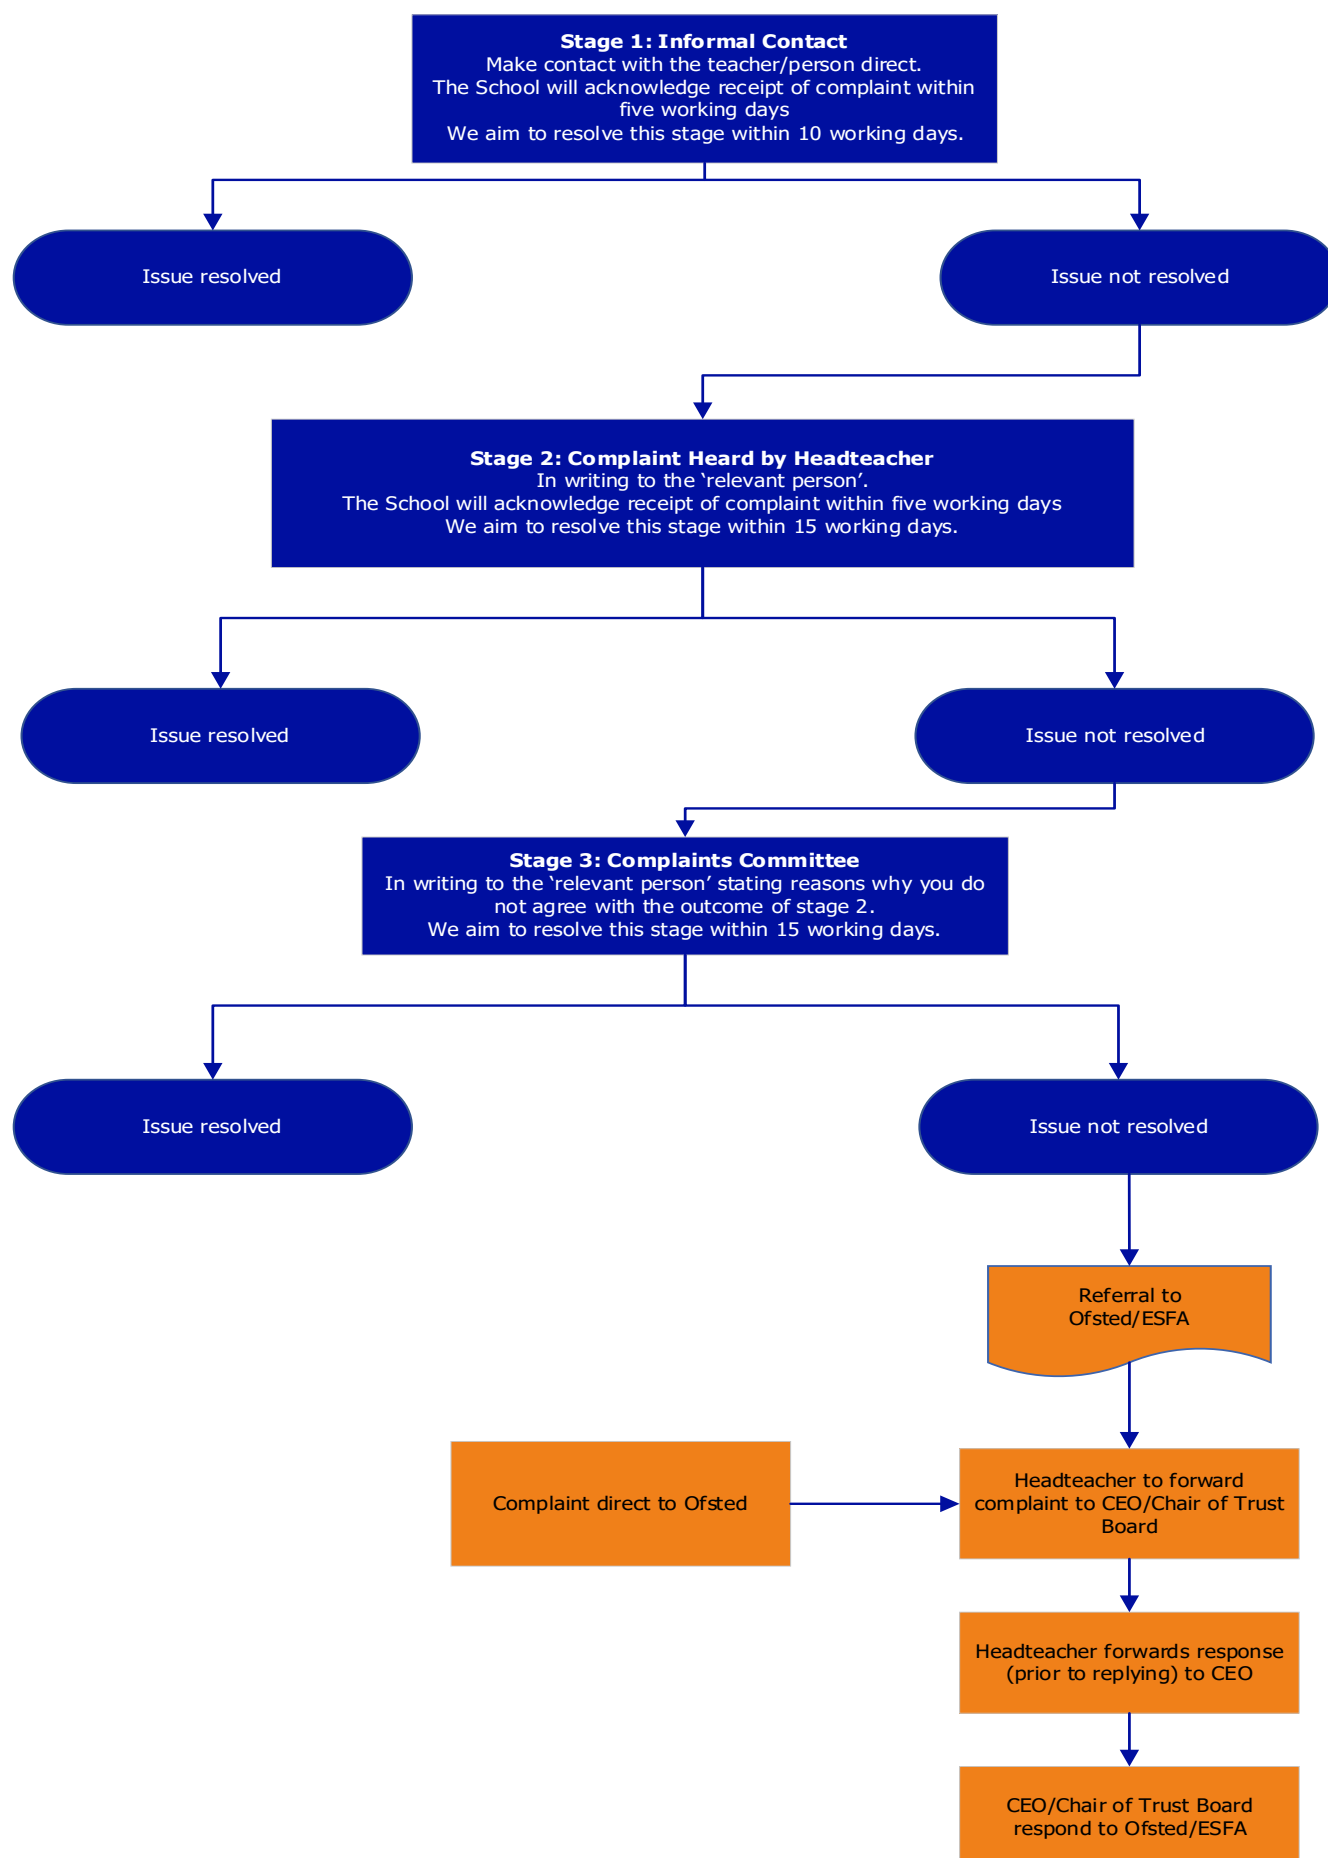 Stage 1: Informal Contact
Make contact with the teacher/person direct.
The School will acknowledge receipt of complaint within
five working days
We aim to resolve this stage within 10 working days.
Issue resolved
Issue not resolved
Stage 2: Complaint Heard by Headteacher
In writing to the ‘relevant person’.
The School will acknowledge receipt of complaint within five working days
We aim to resolve this stage within 15 working days.
Issue resolved
Issue not resolved
Stage 3: Complaints Committee
In writing to the ‘relevant person’ stating reasons why you do
not agree with the outcome of stage 2.
We aim to resolve this stage within 15 working days.
Issue resolved
Issue not resolved
Referral to
Ofsted/ESFA
Complaint direct to Ofsted
Headteacher to forward
complaint to CEO/Chair of Trust
Board
Headteacher forwards response
(prior to replying) to CEO
CEO/Chair of Trust Board
respond to Ofsted/ESFA